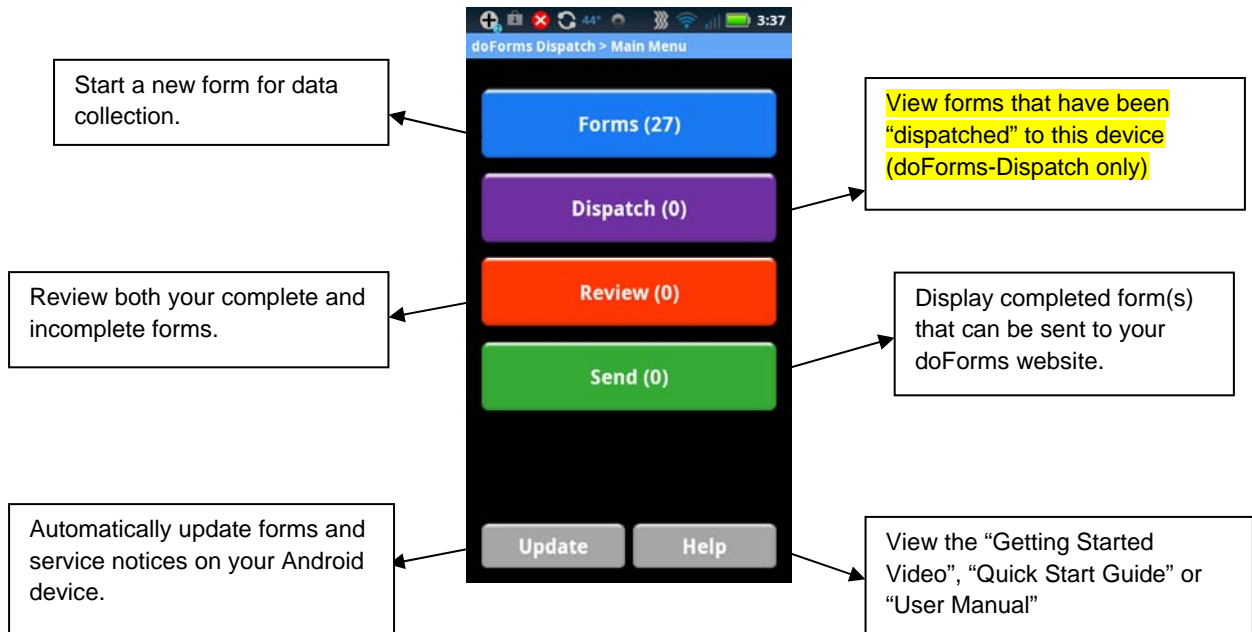 44° 3:37
doForms Dispatch > Main Menu
Start a new form for data
collection.
Forms (27)
View forms that have been
“dispatched” to this device
(doForms-Dispatch only)
Dispatch (0)
Review both your complete and
incomplete forms.
Review (0)
Display completed form(s)
that can be sent to your
doForms website.
Send (0)
Automatically update forms and
service notices on your Android
device.
Update
Help
View the “Getting Started
Video”, “Quick Start Guide” or
“User Manual”